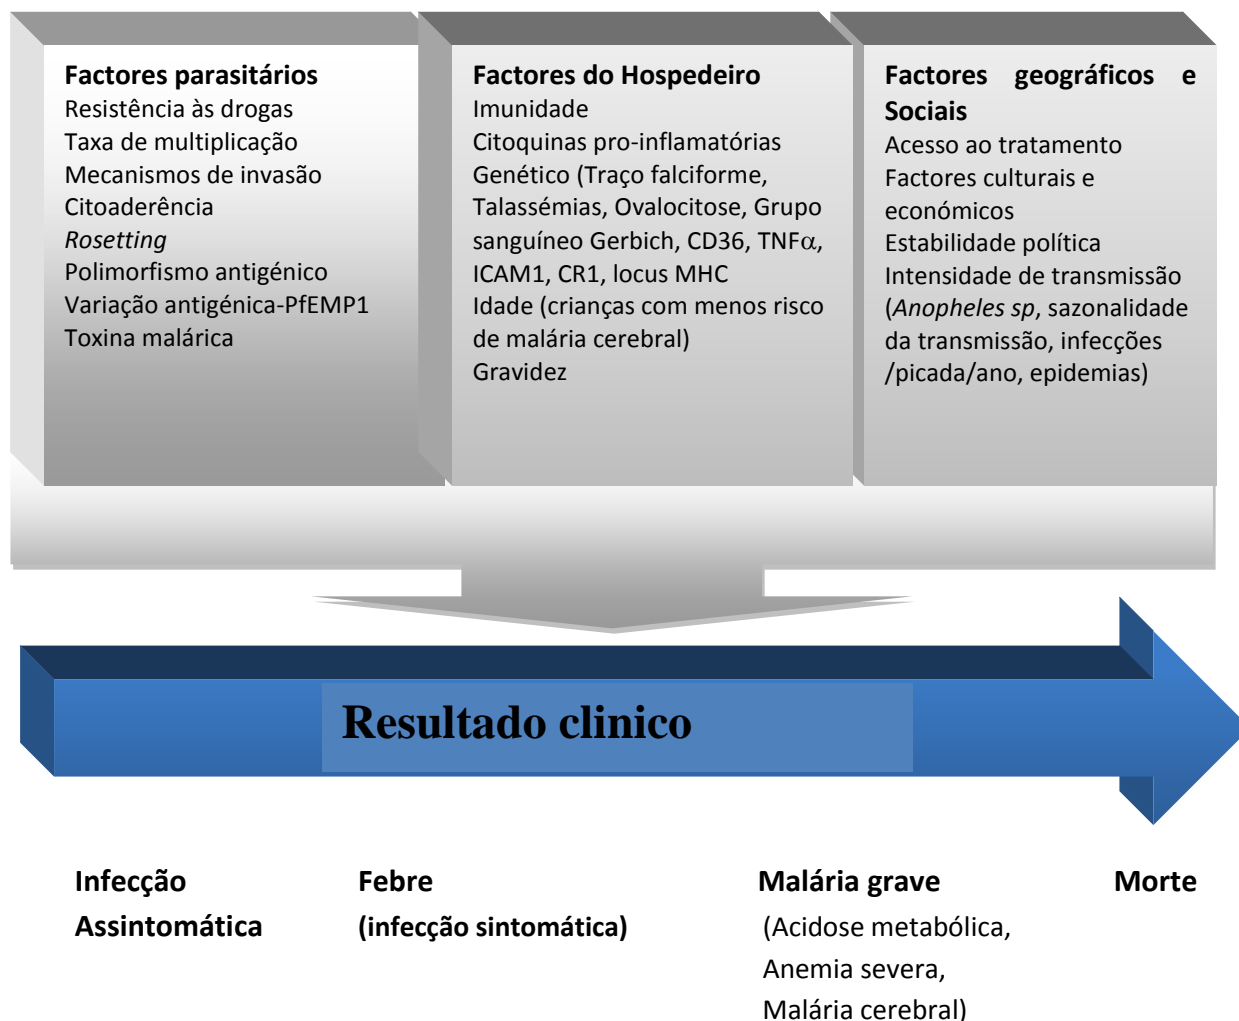 Factores parasitários
Resistência às drogas
Taxa de multiplicação
Mecanismos de invasão
Citoaderência
Rosetting
Polimorfismo antigénico
Variação antigénica-PfEMP1
Toxina malárica
Factores do Hospedeiro
Imunidade
Citoquinas pro-inflamatórias
Genético (Traço falciforme,
Talassémias, Ovalocitose, Grupo
sanguíneo Gerbich, CD36, TNFα,
ICAM1, CR1, locus MHC
Idade (crianças com menos risco
de malária cerebral)
Gravidez
Factores geográficos e
Sociais
Acesso ao tratamento
Factores culturais e
económicos
Estabilidade política
Intensidade de transmissão
(Anopheles sp, sazonalidade
da transmissão, infecções
/picada/ano, epidemias)
Resultado clinico
Infecção
Assintomática
Febre
(infecção sintomática)
Malária grave
(Acidose metabólica,
Anemia severa,
Malária cerebral)
Morte